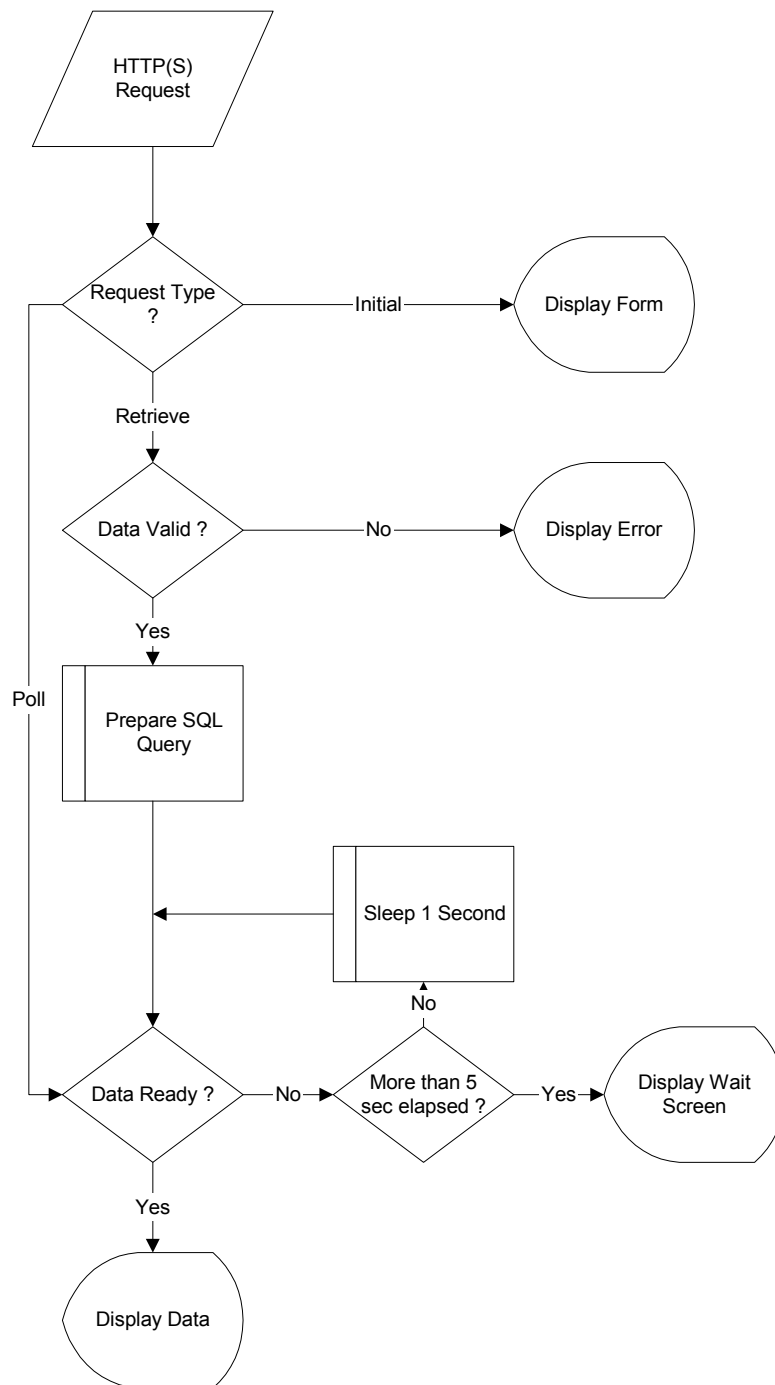 HTTP(S)
Request
Request Type
?
Initial
Display Form
Retrieve
Data Valid ?
No
Display Error
Yes
Poll
Prepare SQL
Query
Sleep 1 Second
No
Data Ready ?
No
More than 5
sec elapsed ?
Yes
Display Wait
Screen
Yes
Display Data